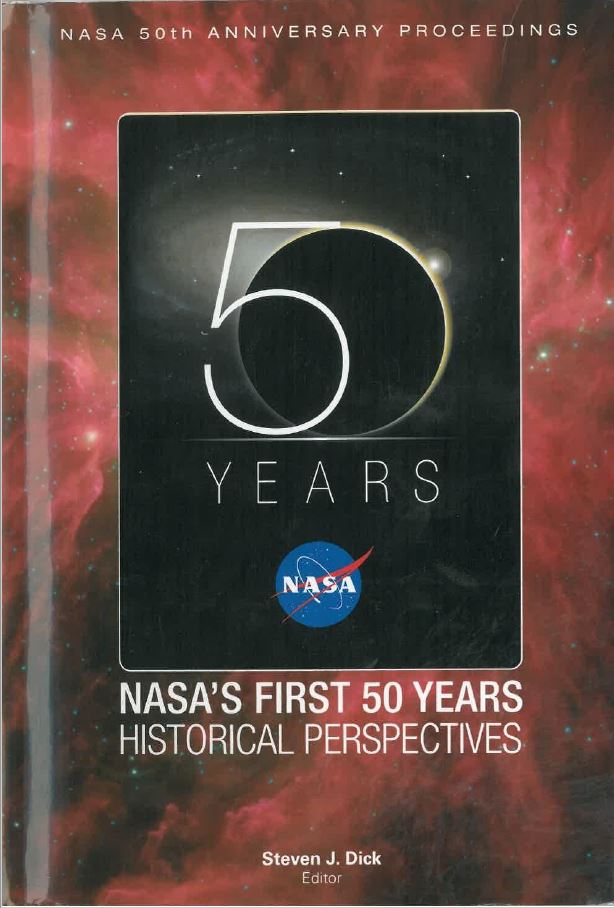 NASA 50th ANNIVERSARY PROCEEDINGS
50
YEARS
NASA
NASA'S FIRST 50 YEARS
HISTORICAL PERSPECTIVES
Steven J. Dick
Editor